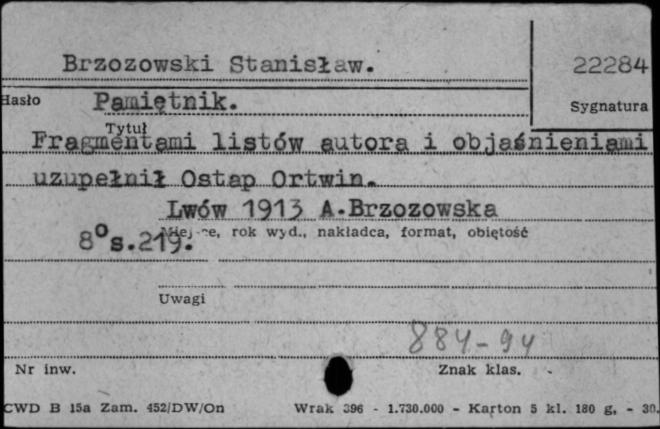 Brzozowski Stanisław. 22284
Hasło Pamiętnik. Sygnatura
Tytuł
Fragmentami listów autora i objaśnieniami
uzupełnił Ostap Ortwin.
Lwów 1913 A.Brzozowska
8° s.219. Miejsce, rok wyd., nakładca, format, obiętość
Uwagi
884-94
Nr inw. Znak klas.
CWD B 15a Zam. 452/DW/On Wrak 396 - 1.730.000 - Karton 5 kl. 180 g. - 30.